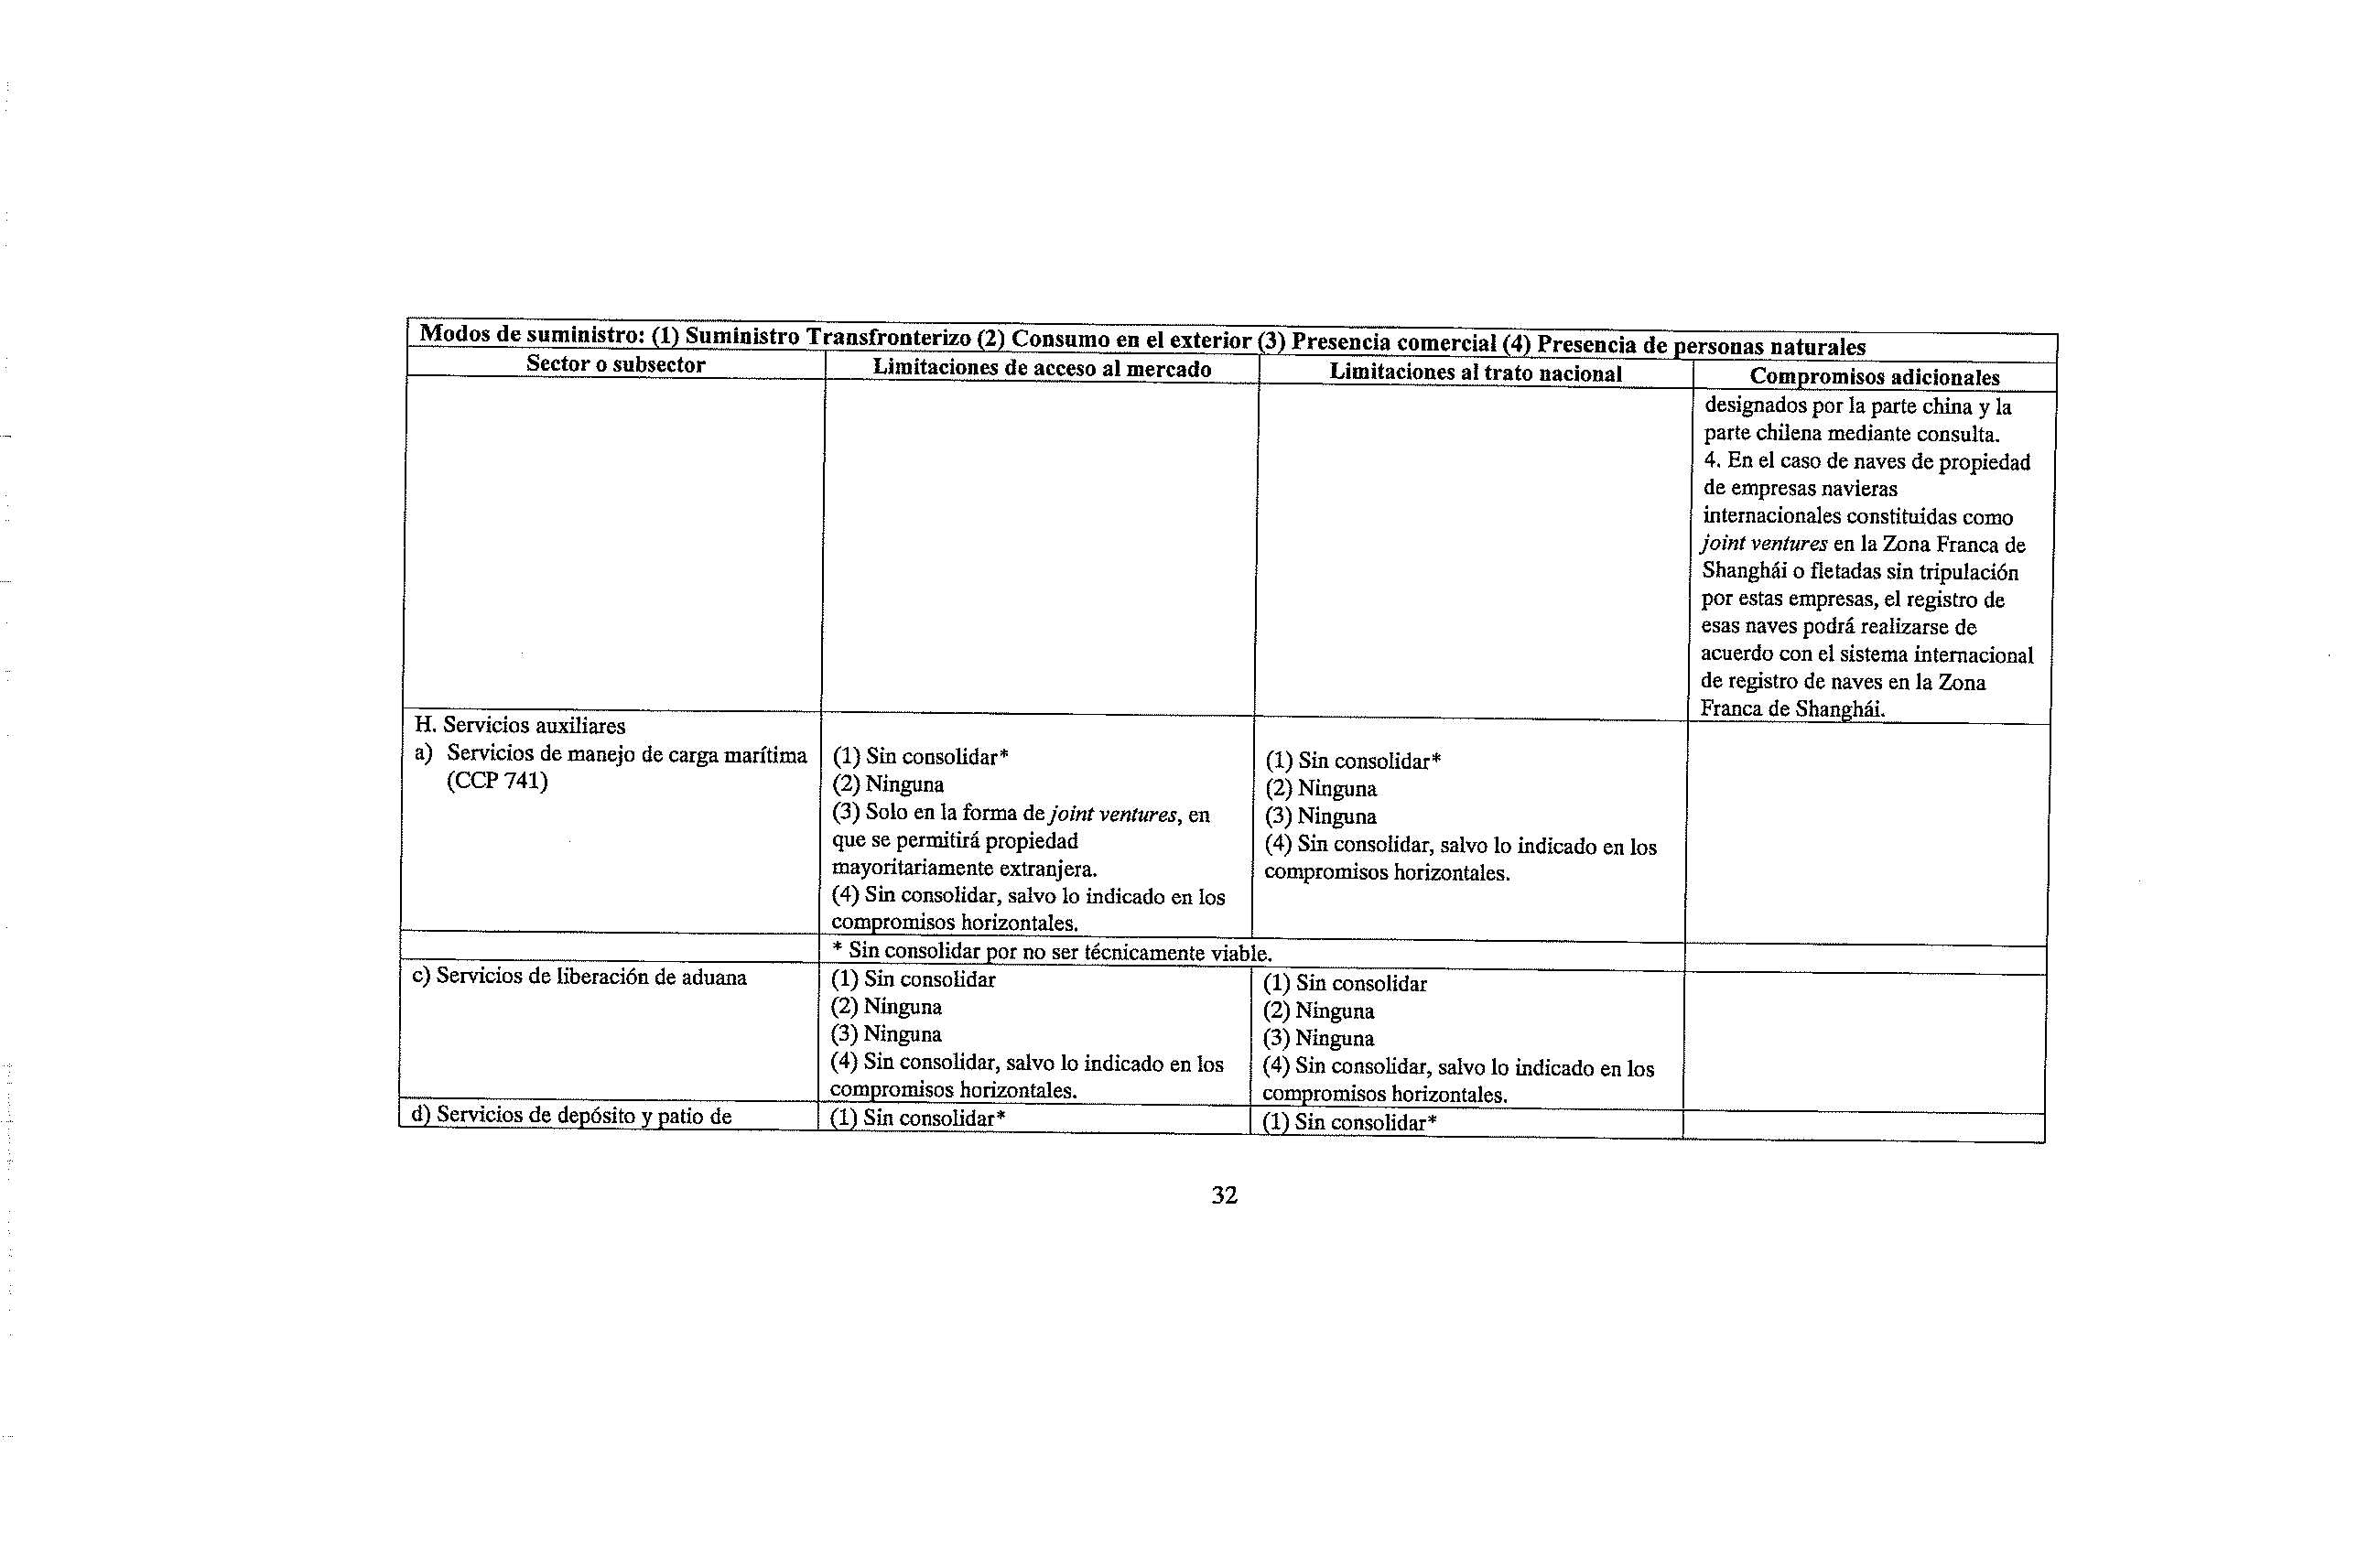 Modos de suministro: (1) Suministro Transfronterizo (2) Consumo en el exterior (3) Presencia comercial (4) Presencia de personas naturales
Sector o subsector
Limitaciones de acceso al mercado
Limitaciones al trato nacional
Compromisos adicionales
designados por la parte china y la
parte chilena mediante consulta.
4. En el caso de naves de propiedad
de empresas navieras
internacionales constituidas como
joint ventures en la Zona Franca de
Shanghái o fletadas sin tripulación
por estas empresas, el registro de
esas naves podrá realizarse de
acuerdo con el sistema internacional
de registro de naves en la Zona
Franca de Shanghái.
H. Servicios auxiliares
a) Servicios de manejo de carga marítima
(CCP 741)
(1) Sin consolidar*
(2) Ninguna
(3) Solo en la forma de joint ventures, en
que se permitirá propiedad
mayoritariamente extranjera.
(4) Sin consolidar, salvo lo indicado en los
compromisos horizontales.
(1) Sin consolidar*
(2) Ninguna
(3) Ninguna
(4) Sin consolidar, salvo lo indicado en los
compromisos horizontales.
* Sin consolidar por no ser técnicamente viable.
c) Servicios de liberación de aduana
(1) Sin consolidar
(2) Ninguna
(3) Ninguna
(4) Sin consolidar, salvo lo indicado en los
compromisos horizontales.
(1) Sin consolidar
(2) Ninguna
(3) Ninguna
(4) Sin consolidar, salvo lo indicado en los
compromisos horizontales.
d) Servicios de depósito y patio de
(1) Sin consolidar*
(1) Sin consolidar*
32